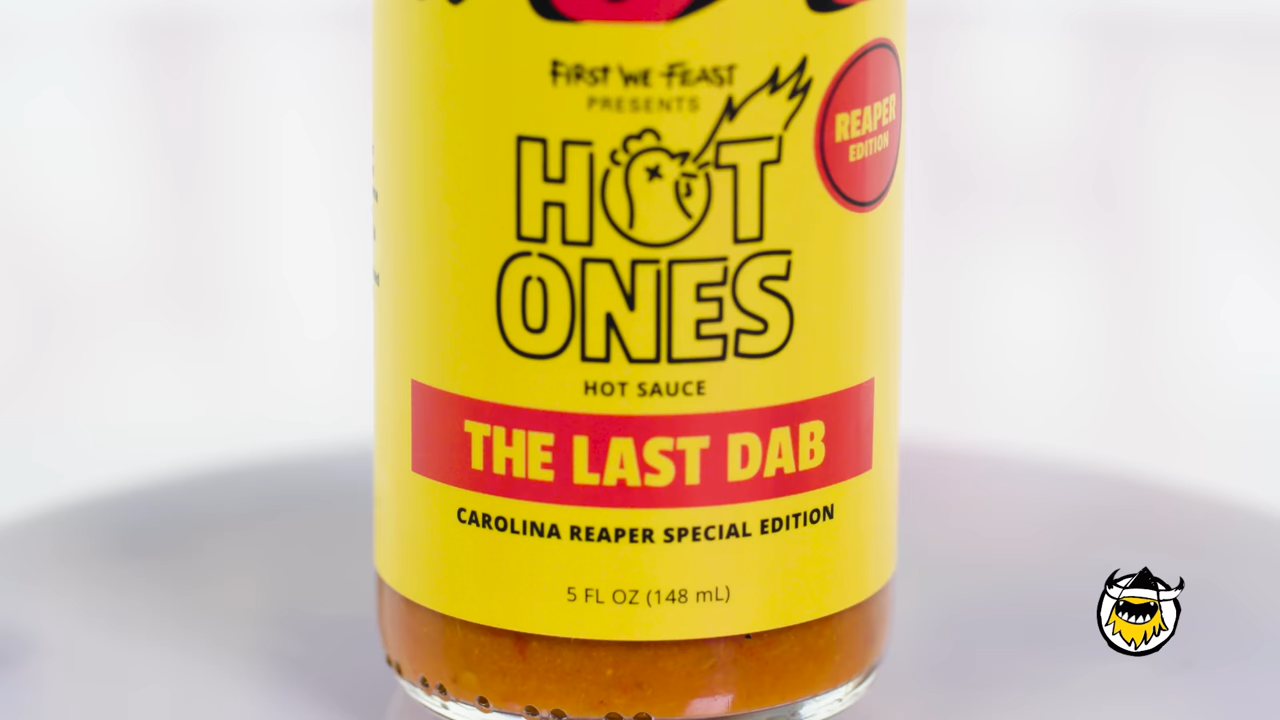 FIRST WE FEAST
PRESENTS
HOT
ONES
HOT SAUCE
THE LAST DAB
CAROLINA REAPER SPECIAL EDITION
5 FL OZ (148 mL)
REAPER
EDITION